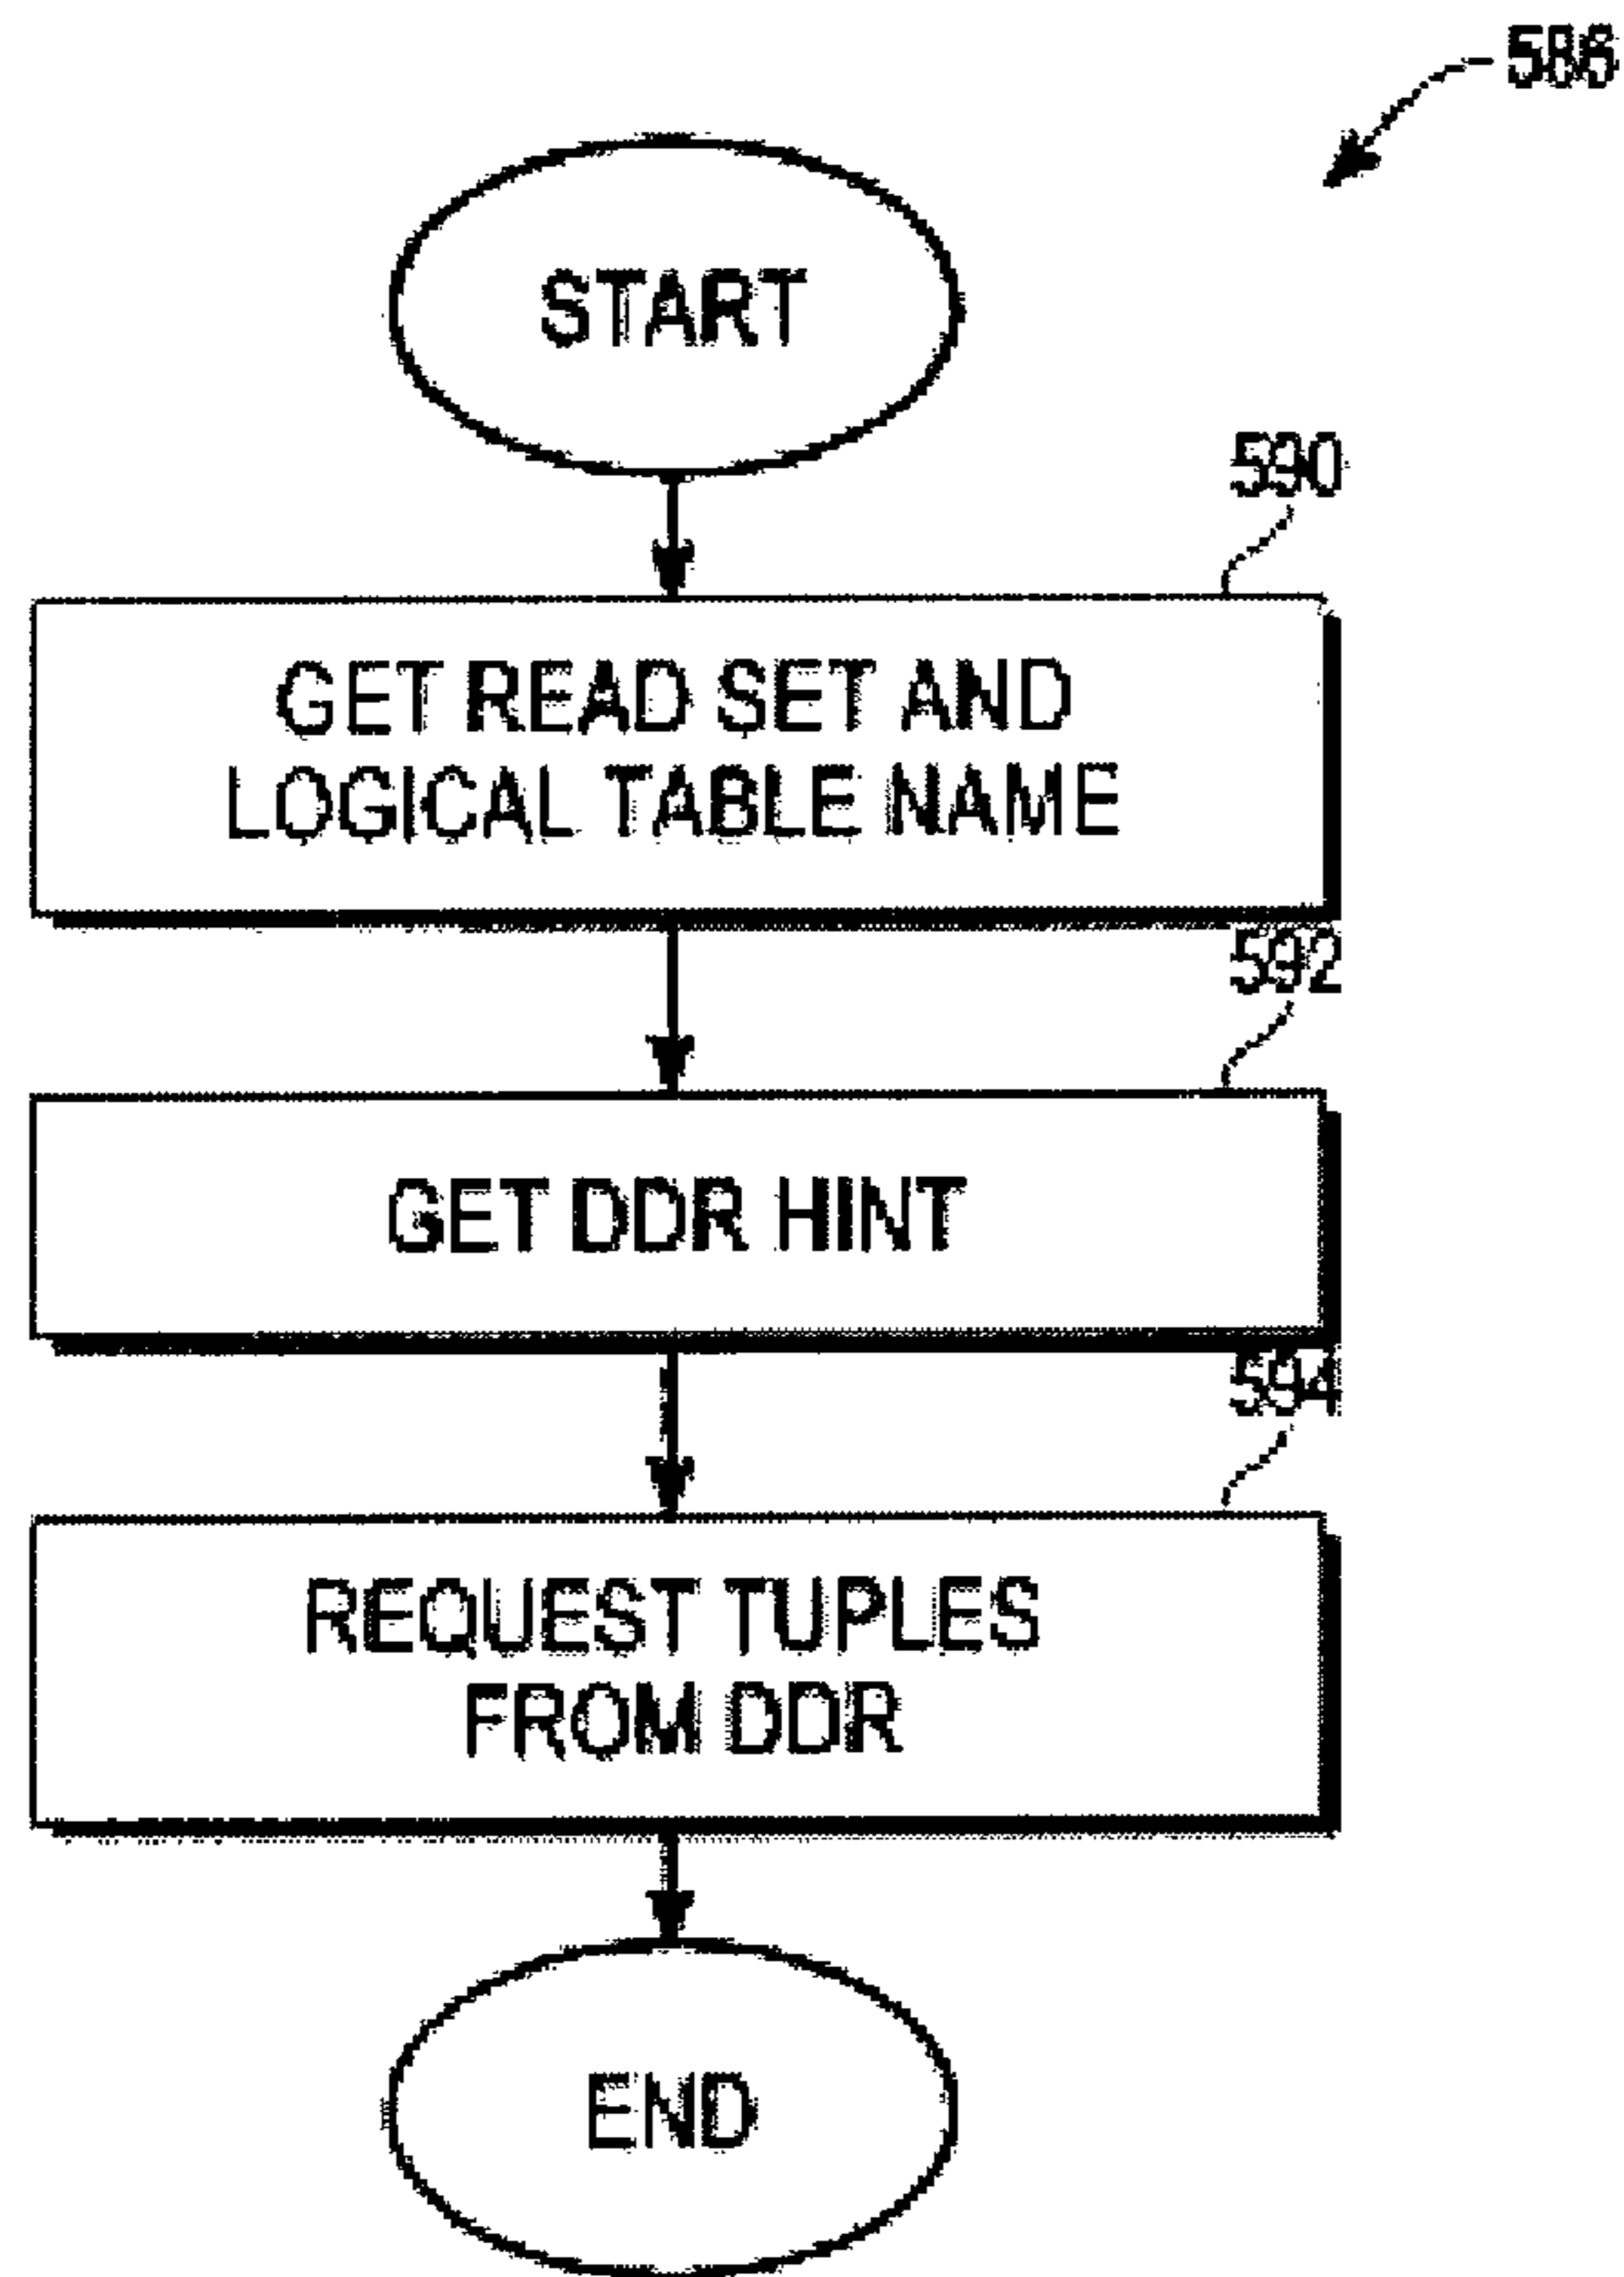 START
590
GET READ SET AND
LOGICAL TABLE NAME
592
GET DDR HINT
594
REQUEST TUPLES
FROM DDR
END